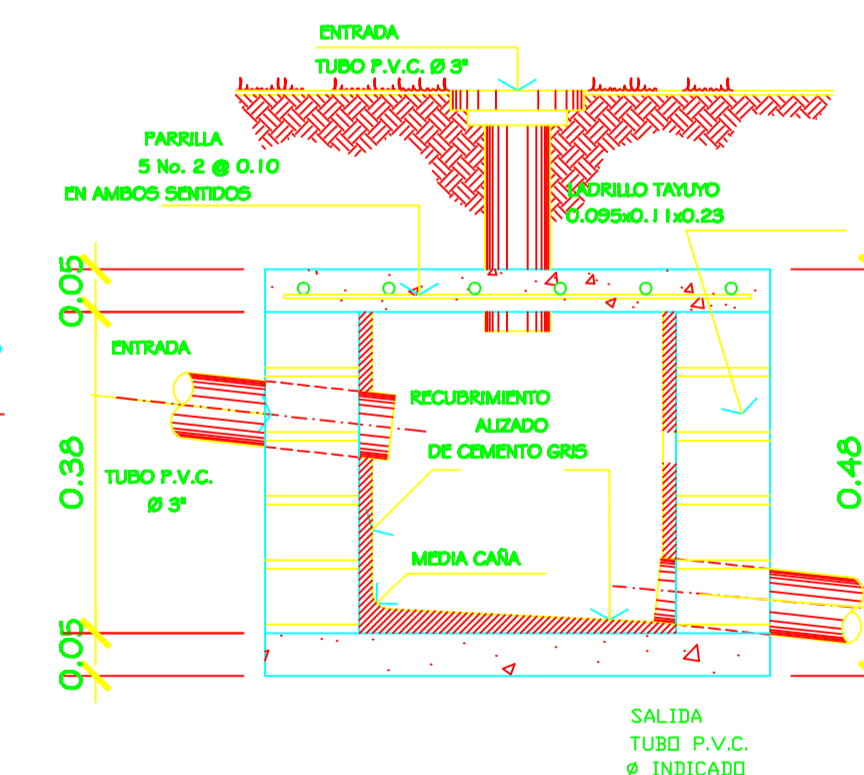 ENTRADA
TUBO P.V.C. Ø 3"
PARRILLA
5 No. 2 @ 0.10
EN AMBOS SENTIDOS
LADRILLO TAYUYO
0.095x0.11x0.23
0.05
ENTRADA
RECUBRIMIENTO
ALIZADO
DE CEMENTO GRIS
0.38
0.48
TUBO P.V.C.
Ø 3"
MEDIA CAÑA
0.05
SALIDA
TUBO P.V.C.
Ø INDICADO